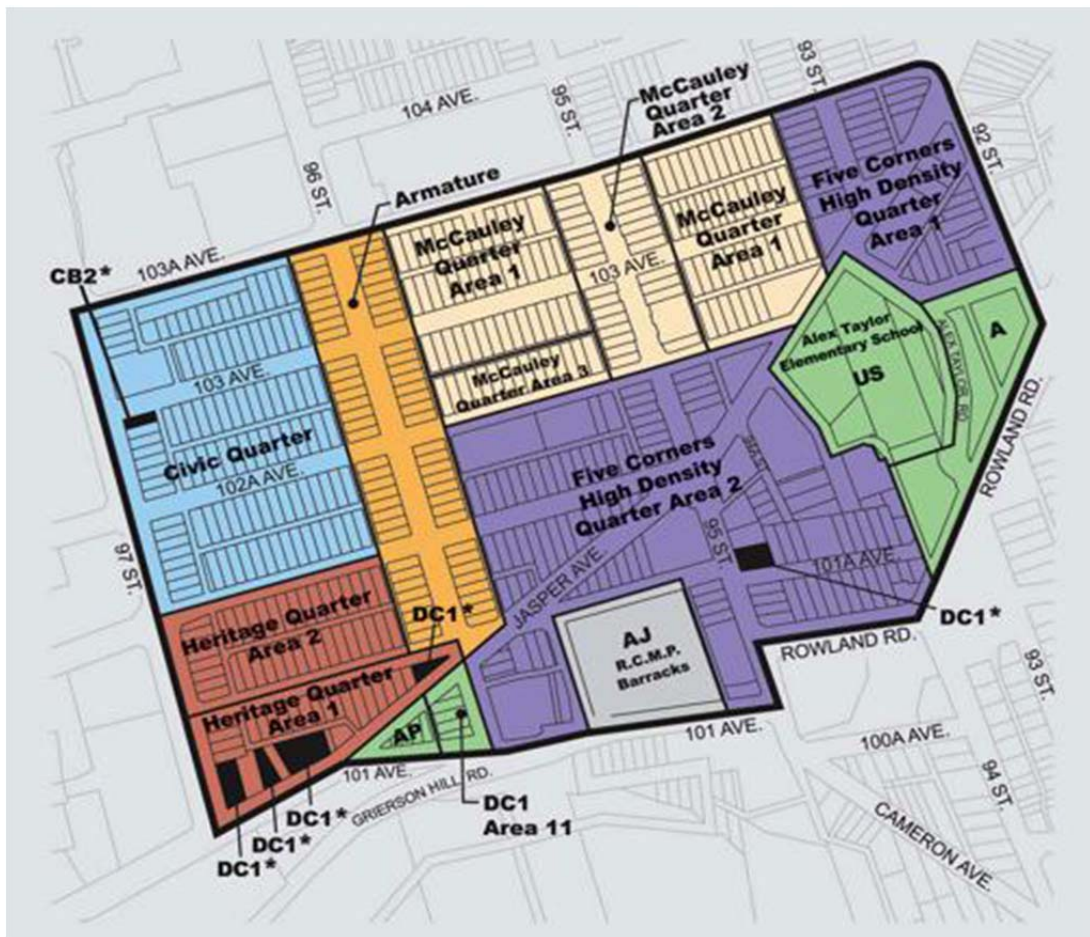 93 ST.
104 AVE.
95 ST.
McCauley
Quarter
Area 2
92 ST.
96 ST.
Armature
Five Corners
High Density
Quarter
Area 1
103A AVE.
CB2*
McCauley
Quarter
Area 1
McCauley
Quarter
Area 1
103 AVE.
Alex Taylor
Elementary School
US
ALEX TAYLOR RD.
A
103 AVE.
McCauley
Quarter Area 3
ROWLAND RD.
Civic Quarter
102A AVE.
Five Corners
High Density
Quarter Area 2
95 ST.
97 ST.
JASPER AVE.
101A AVE.
Heritage Quarter
Area 2
DC1*
DC1*
AJ
R.C.M.P.
Barracks
ROWLAND RD.
93 ST.
Heritage Quarter
Area 1
AP
101 AVE.
100A AVE.
101 AVE.
GRIERSON HILL RD.
94 ST.
DC1
Area 11
DC1*
DC1*
DC1*
CAMERON AVE.